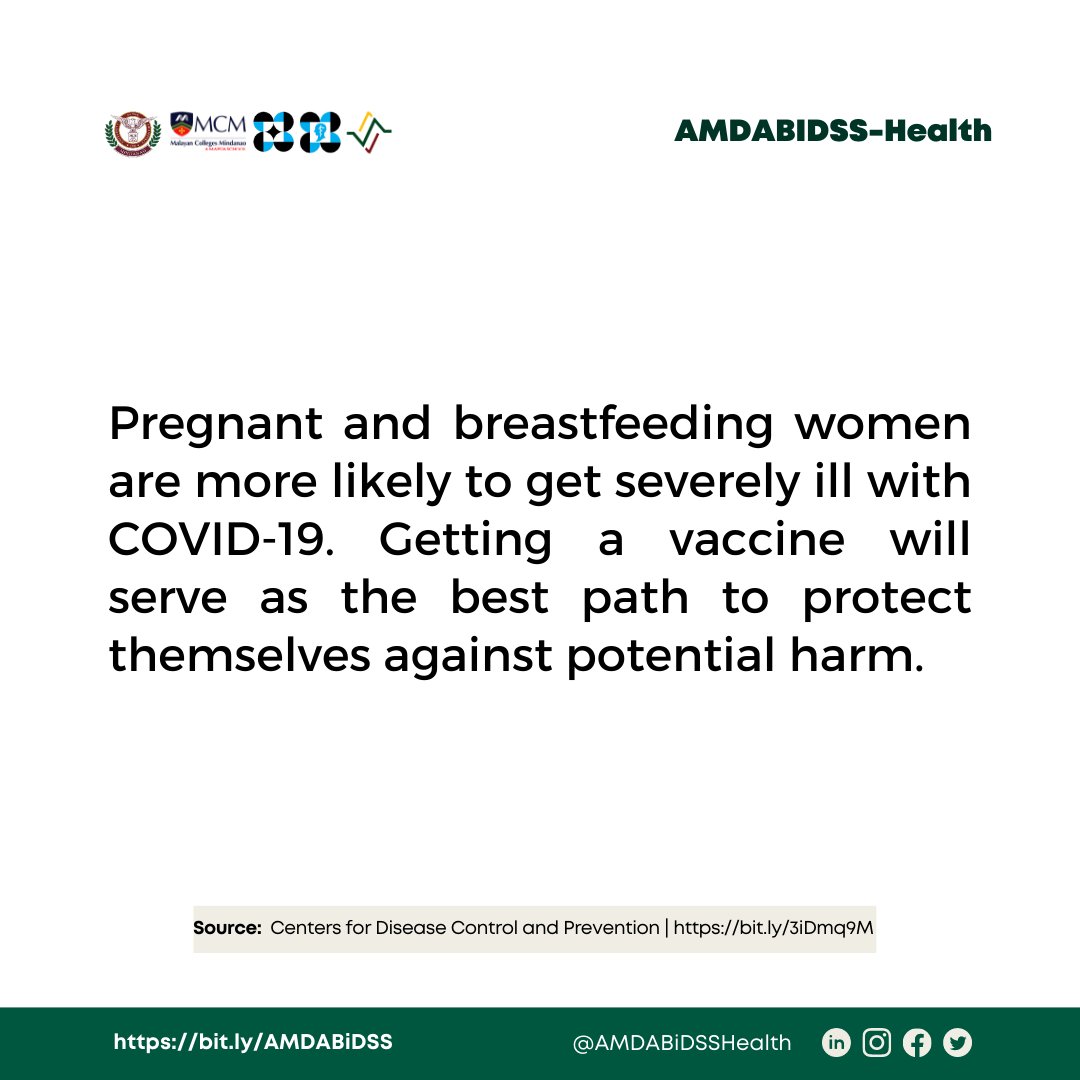 MCM
Malayan Colleges Mindanao
AMDABIDSS-Health
Pregnant and breastfeeding women
are more likely to get severely ill with
COVID-19. Getting a vaccine will
serve as the best path to protect
themselves against potential harm.
Source: Centers for Disease Control and Prevention | https://bit.ly/3iDmq9M
https://bit.ly/AMDABiDSS
@AMDABiDSSHealth
in